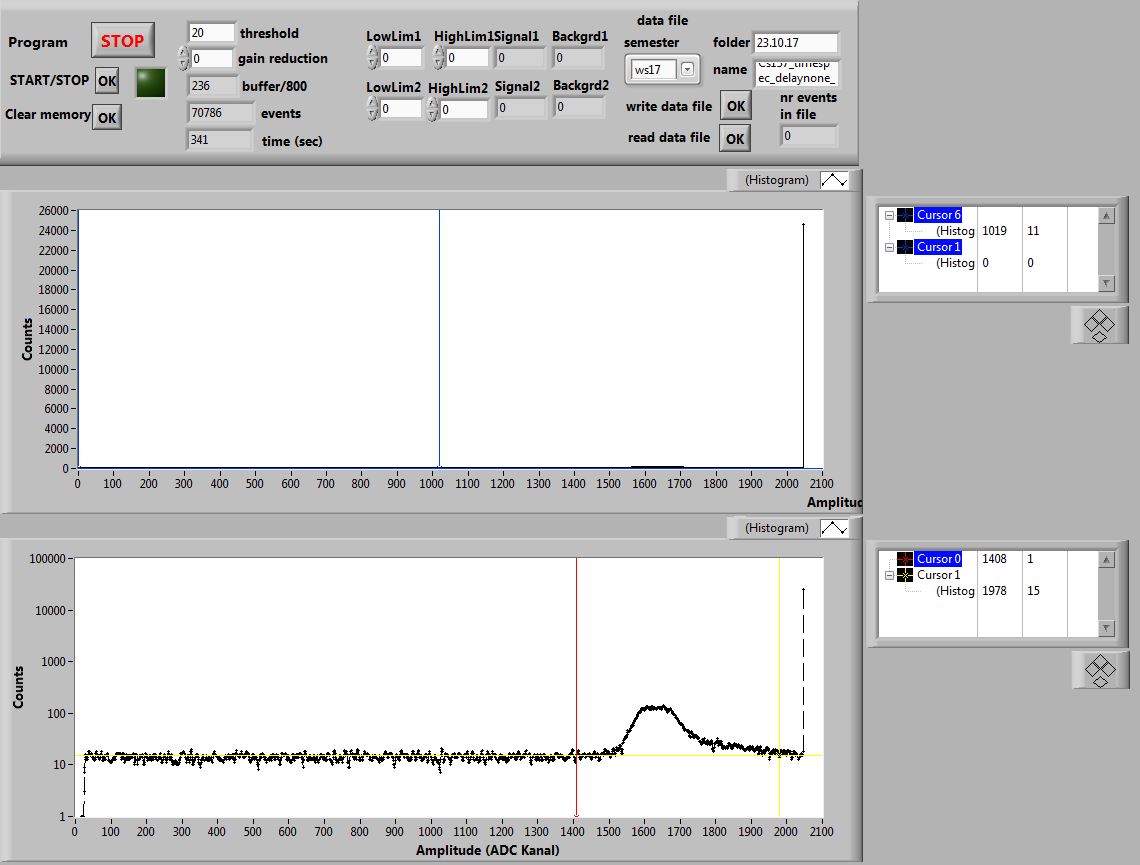 Program
STOP
START/STOP OK
Clear memory OK
20 threshold
0 gain reduction
236 buffer/800
70786 events
341 time (sec)
LowLim1 HighLim1 Signal1 Backgrd1
0 0 0 0
LowLim2 HighLim2 Signal2 Backgrd2
0 0 0 0
data file
semester
ws17
folder 23.10.17
name Cs137_timesp
ec_delaynone_
write data file OK
read data file OK
nr events
in file
0
(Histogram)
26000
24000
22000
20000
18000
16000
14000
12000
10000
8000
6000
4000
2000
0
Counts
0 100 200 300 400 500 600 700 800 900 1000 1100 1200 1300 1400 1500 1600 1700 1800 1900 2000 2100
Amplitud
Cursor 6
(Histog 1019 11
Cursor 1
(Histog 0 0
(Histogram)
100000
10000
1000
100
10
1
Counts
0 100 200 300 400 500 600 700 800 900 1000 1100 1200 1300 1400 1500 1600 1700 1800 1900 2000 2100
Amplitude (ADC Kanal)
Cursor 0 1408 1
Cursor 1
(Histog 1978 15